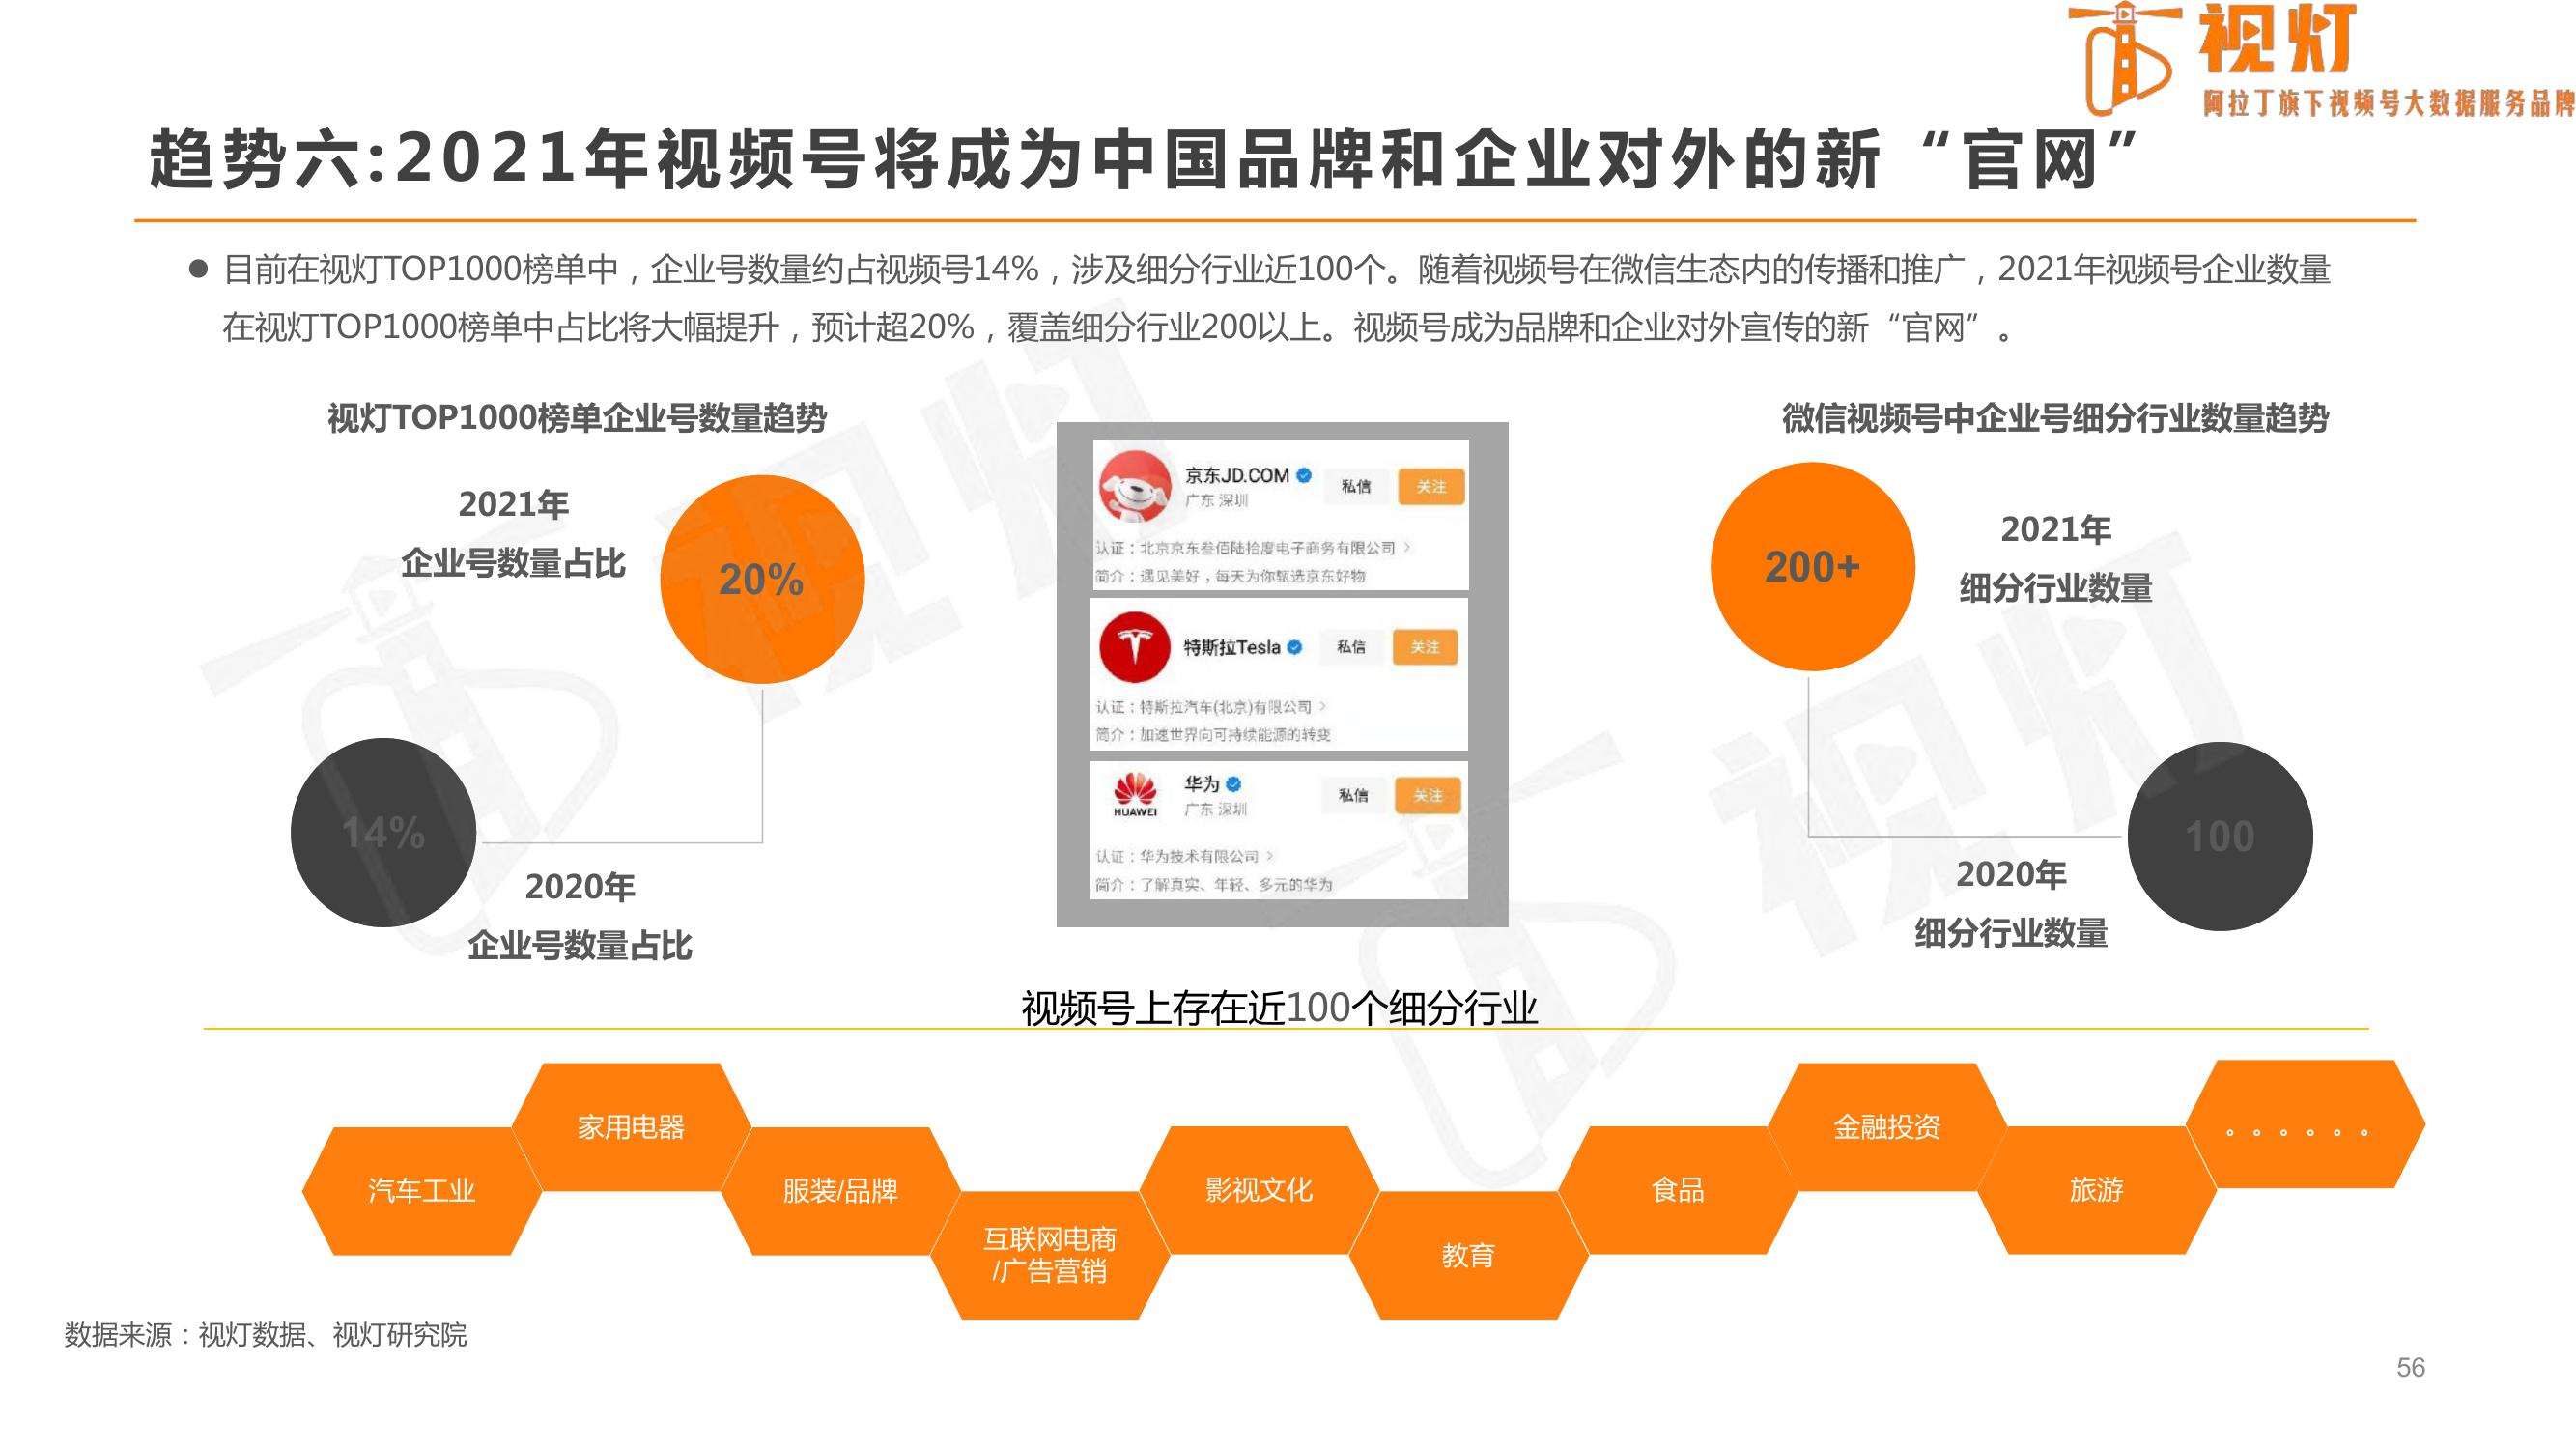 视灯
阿拉丁旗下视频号大数据服务品牌
趋势六:2021年视频号将成为中国品牌和企业对外的新“官网”
● 目前在视灯TOP1000榜单中，企业号数量约占视频号14%，涉及细分行业近100个。随着视频号在微信生态内的传播和推广，2021年视频号企业数量
在视灯TOP1000榜单中占比将大幅提升，预计超20%，覆盖细分行业200以上。视频号成为品牌和企业对外宣传的新“官网”。
视灯TOP1000榜单企业号数量趋势
2021年
企业号数量占比
20%
14%
2020年
企业号数量占比
京东JD.COM
私信
关注
广东 深圳
认证：北京京东叁佰陆拾度电子商务有限公司 >
简介：遇见美好，每天为你甄选京东好物
特斯拉Tesla
私信
关注
认证：特斯拉汽车(北京)有限公司 >
简介：加速世界向可持续能源的转变
HUAWEI
华为
私信
关注
广东 深圳
认证：华为技术有限公司 >
简介：了解真实、年轻、多元的华为
微信视频号中企业号细分行业数量趋势
200+
2021年
细分行业数量
100
2020年
细分行业数量
视频号上存在近100个细分行业
汽车工业
家用电器
服装/品牌
互联网电商
/广告营销
影视文化
教育
食品
金融投资
旅游
。。。。。。
数据来源：视灯数据、视灯研究院
56